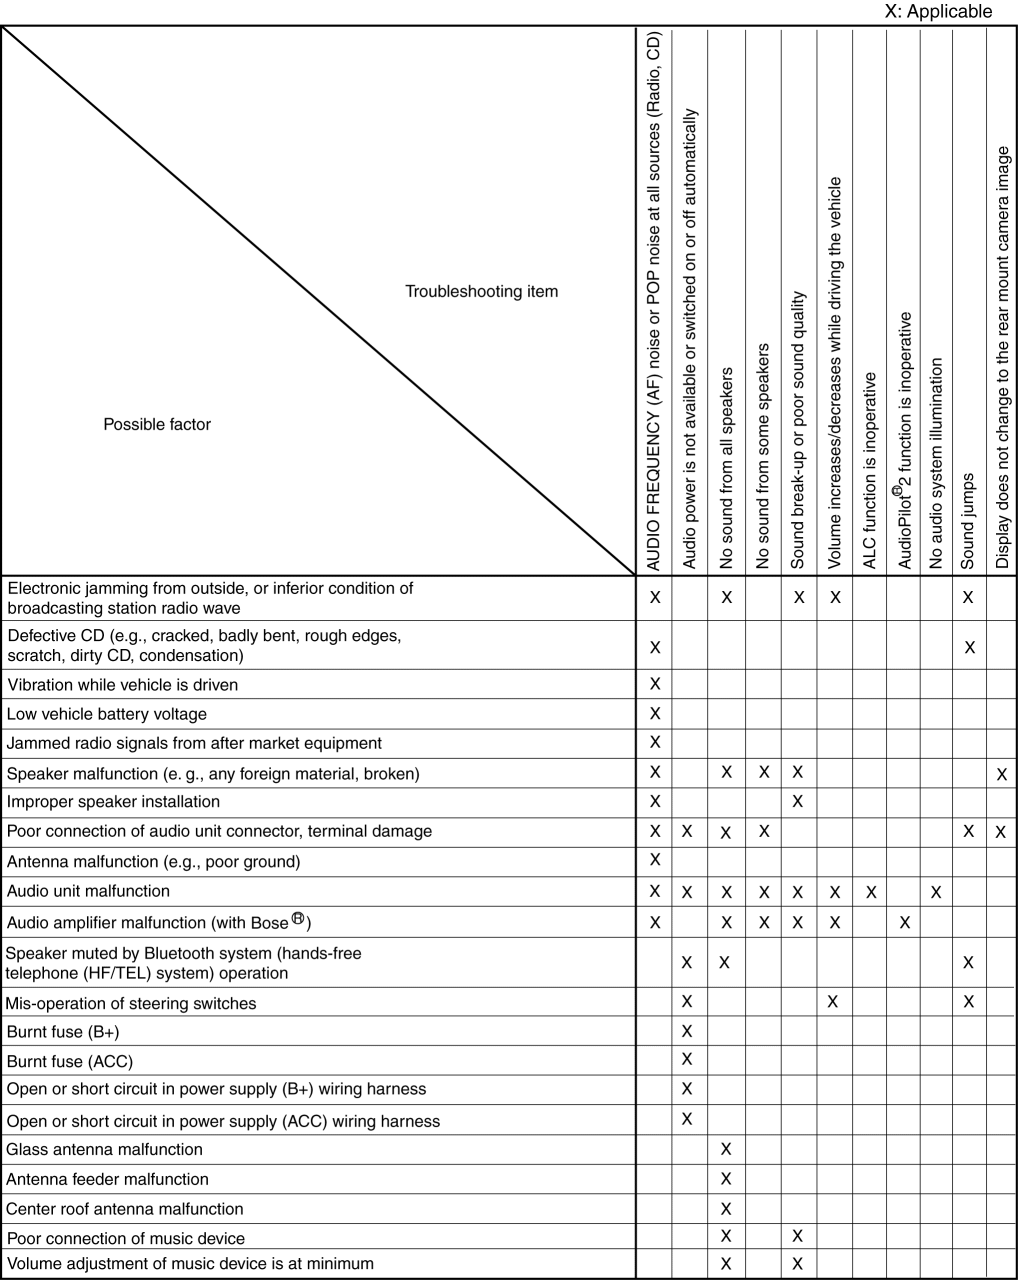 X: Applicable
Troubleshooting item
Possible factor
AUDIO FREQUENCY (AF) noise or POP noise at all sources (Radio, CD)
Audio power is not available or switched on or off automatically
No sound from all speakers
No sound from some speakers
Sound break-up or poor sound quality
Volume increases/decreases while driving the vehicle
ALC function is inoperative
AudioPilot®2 function is inoperative
No audio system illumination
Sound jumps
Display does not change to the rear mount camera image
Electronic jamming from outside, or inferior condition of
broadcasting station radio wave
X X X X X
Defective CD (e.g., cracked, badly bent, rough edges,
scratch, dirty CD, condensation)
X X
Vibration while vehicle is driven X
Low vehicle battery voltage X
Jammed radio signals from after market equipment X
Speaker malfunction (e. g., any foreign material, broken) X X X X X
Improper speaker installation X X
Poor connection of audio unit connector, terminal damage X X X X X X
Antenna malfunction (e.g., poor ground) X
Audio unit malfunction X X X X X X X X
Audio amplifier malfunction (with Bose®) X X X X X X
Speaker muted by Bluetooth system (hands-free
telephone (HF/TEL) system) operation
X X X
Mis-operation of steering switches X X X
Burnt fuse (B+) X
Burnt fuse (ACC) X
Open or short circuit in power supply (B+) wiring harness X
Open or short circuit in power supply (ACC) wiring harness X
Glass antenna malfunction X
Antenna feeder malfunction X
Center roof antenna malfunction X
Poor connection of music device X X
Volume adjustment of music device is at minimum X X